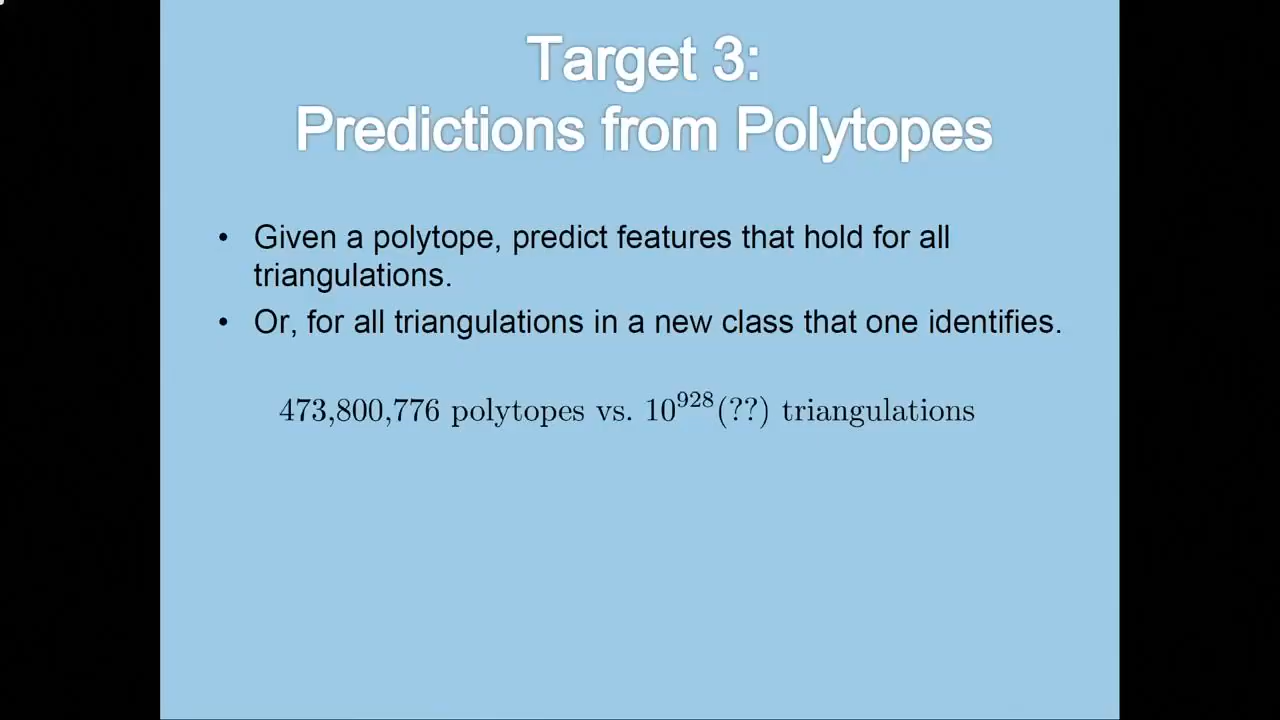 Target 3:
Predictions from Polytopes
• Given a polytope, predict features that hold for all
triangulations.
• Or, for all triangulations in a new class that one identifies.
473,800,776 polytopes vs. 10^928(??) triangulations